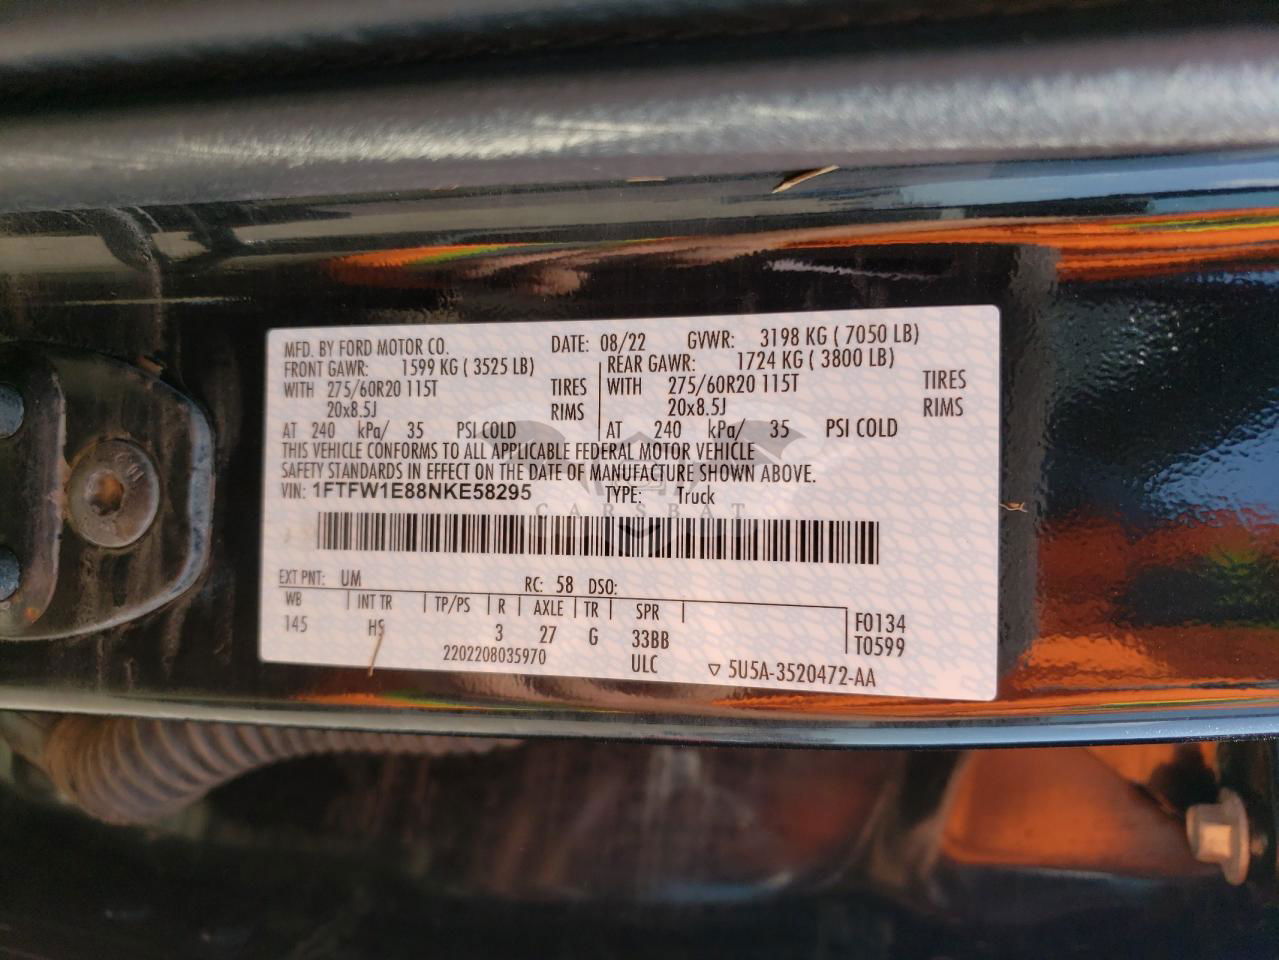 MFD. BY FORD MOTOR CO. DATE: 08/22 GVWR: 3198 KG ( 7050 LB)
FRONT GAWR: 1599 KG ( 3525 LB) REAR GAWR: 1724 KG ( 3800 LB)
WITH 275/60R20 115T TIRES WITH 275/60R20 115T TIRES
20x8.5J RIMS 20x8.5J RIMS
AT 240 kPa/ 35 PSI COLD AT 240 kPa/ 35 PSI COLD
THIS VEHICLE CONFORMS TO ALL APPLICABLE FEDERAL MOTOR VEHICLE
SAFETY STANDARDS IN EFFECT ON THE DATE OF MANUFACTURE SHOWN ABOVE.
VIN: 1FTFW1E88NKE58295 TYPE: Truck
CARSBAT
EXT PNT: UM RC: 58 DSO:
WB INT TR TP/PS R AXLE TR SPR F0134
145 HS 3 27 G 33BB T0599
2202208035970 ULC ▽ 5U5A-3520472-AA